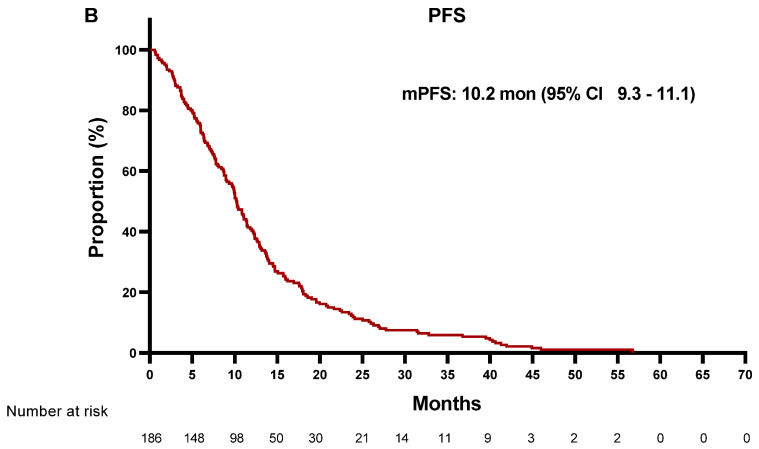 B PFS
mPFS: 10.2 mon (95% CI 9.3 - 11.1)
Proportion (%)
100
80
60
40
20
0
0 5 10 15 20 25 30 35 40 45 50 55 60 65 70
Months
Number at risk
186 148 98 50 30 21 14 11 9 3 2 2 0 0 0